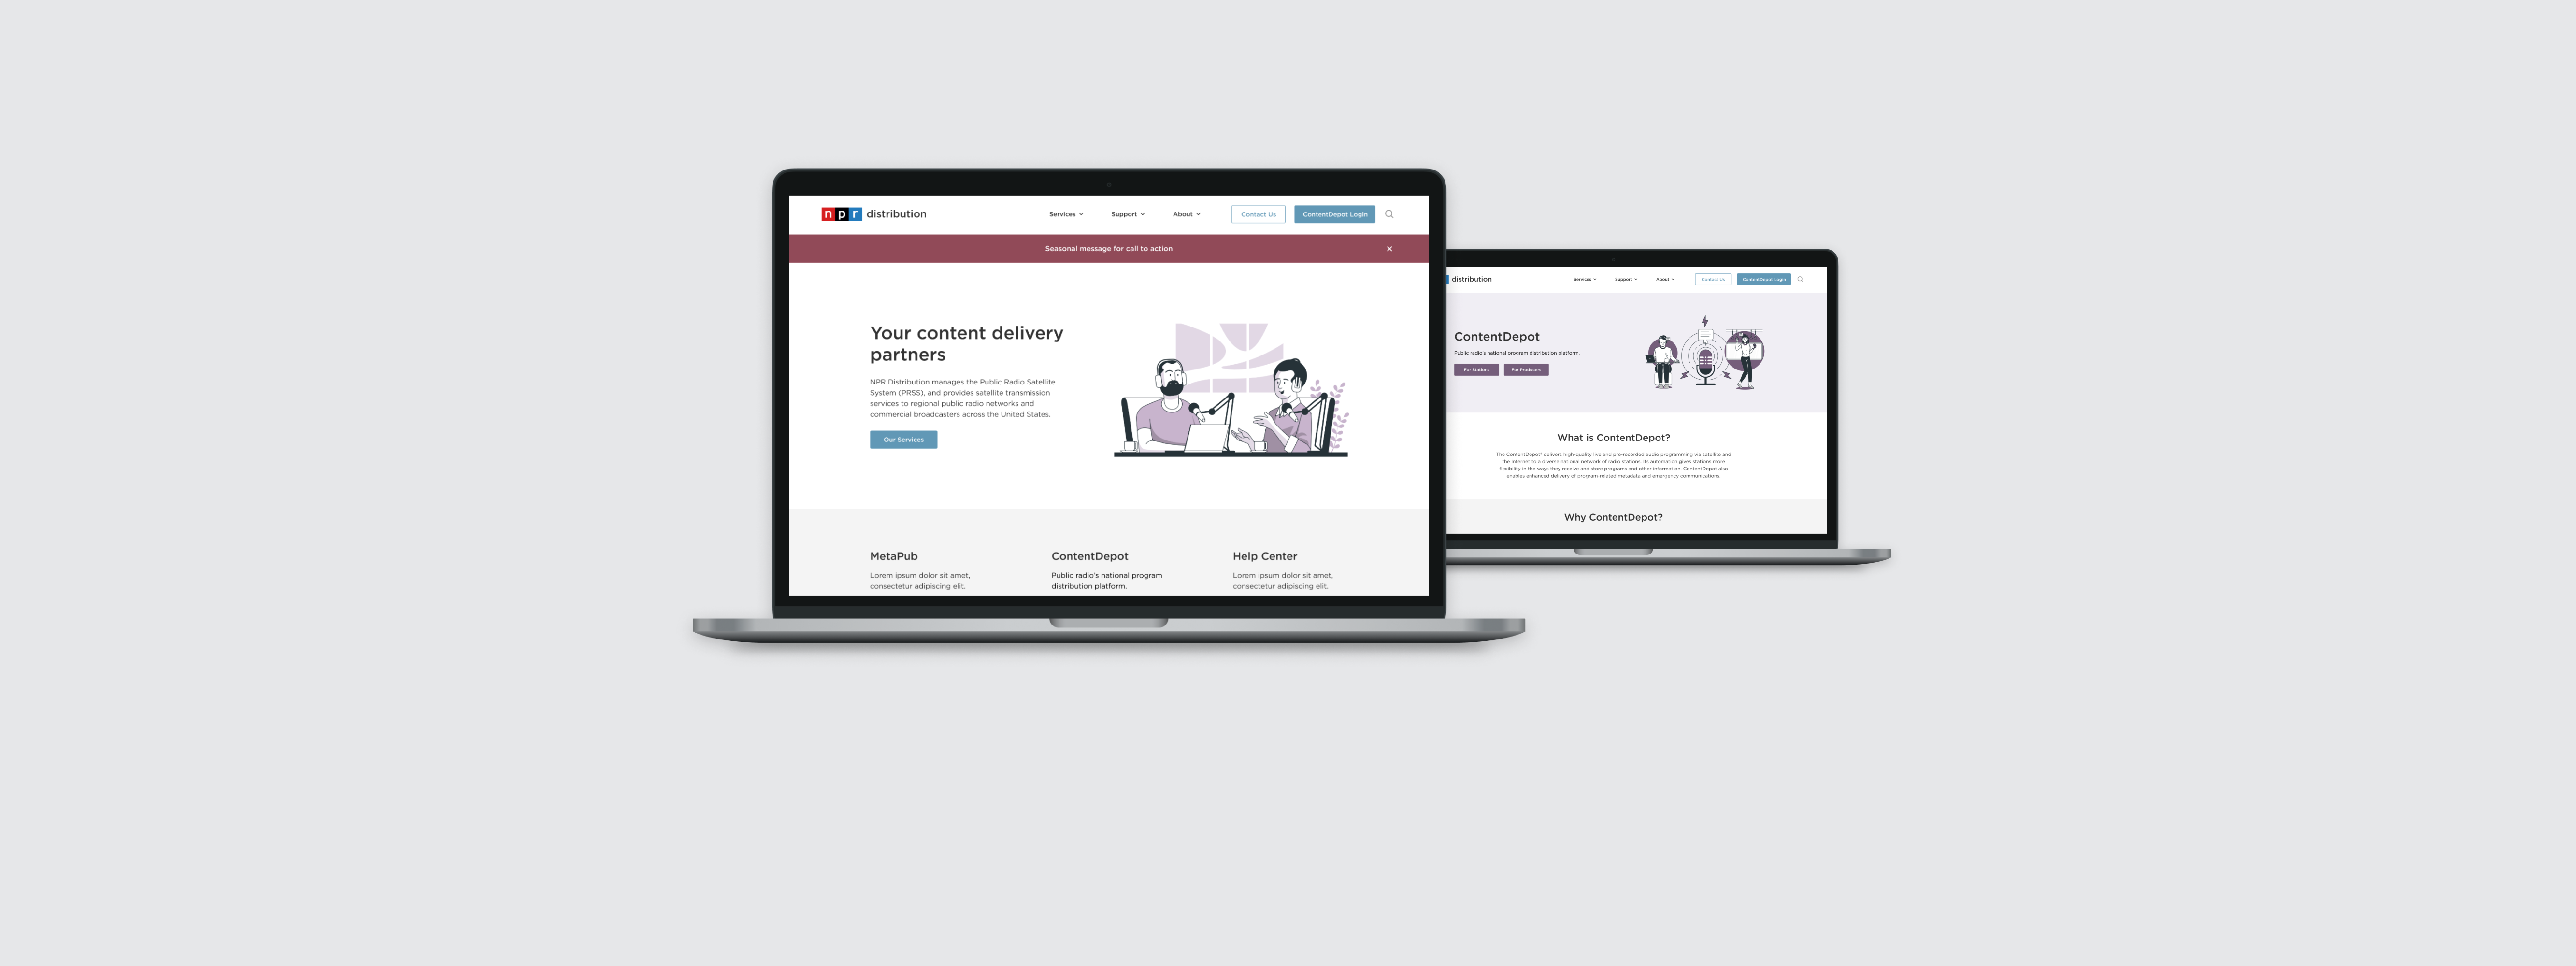 npr distribution
Services
Support
About
Contact Us
ContentDepot Login
Seasonal message for call to action
Your content delivery
partners
NPR Distribution manages the Public Radio Satellite
System (PRSS), and provides satellite transmission
services to regional public radio networks and
commercial broadcasters across the United States.
Our Services
MetaPub
Lorem ipsum dolor sit amet,
consectetur adipiscing elit.
ContentDepot
Public radio's national program
distribution platform.
Help Center
Lorem ipsum dolor sit amet,
consectetur adipiscing elit.
distribution
Services
Support
About
Contact Us
ContentDepot Login
ContentDepot
Public radio's national program distribution platform.
For Stations
For Producers
What is ContentDepot?
The ContentDepot® delivers high-quality live and pre-recorded audio programming via satellite and
the Internet to a diverse national network of radio stations. Its automation gives stations more
flexibility in the ways they receive and store programs and other information. ContentDepot also
enables enhanced delivery of program-related metadata and emergency communications.
Why ContentDepot?